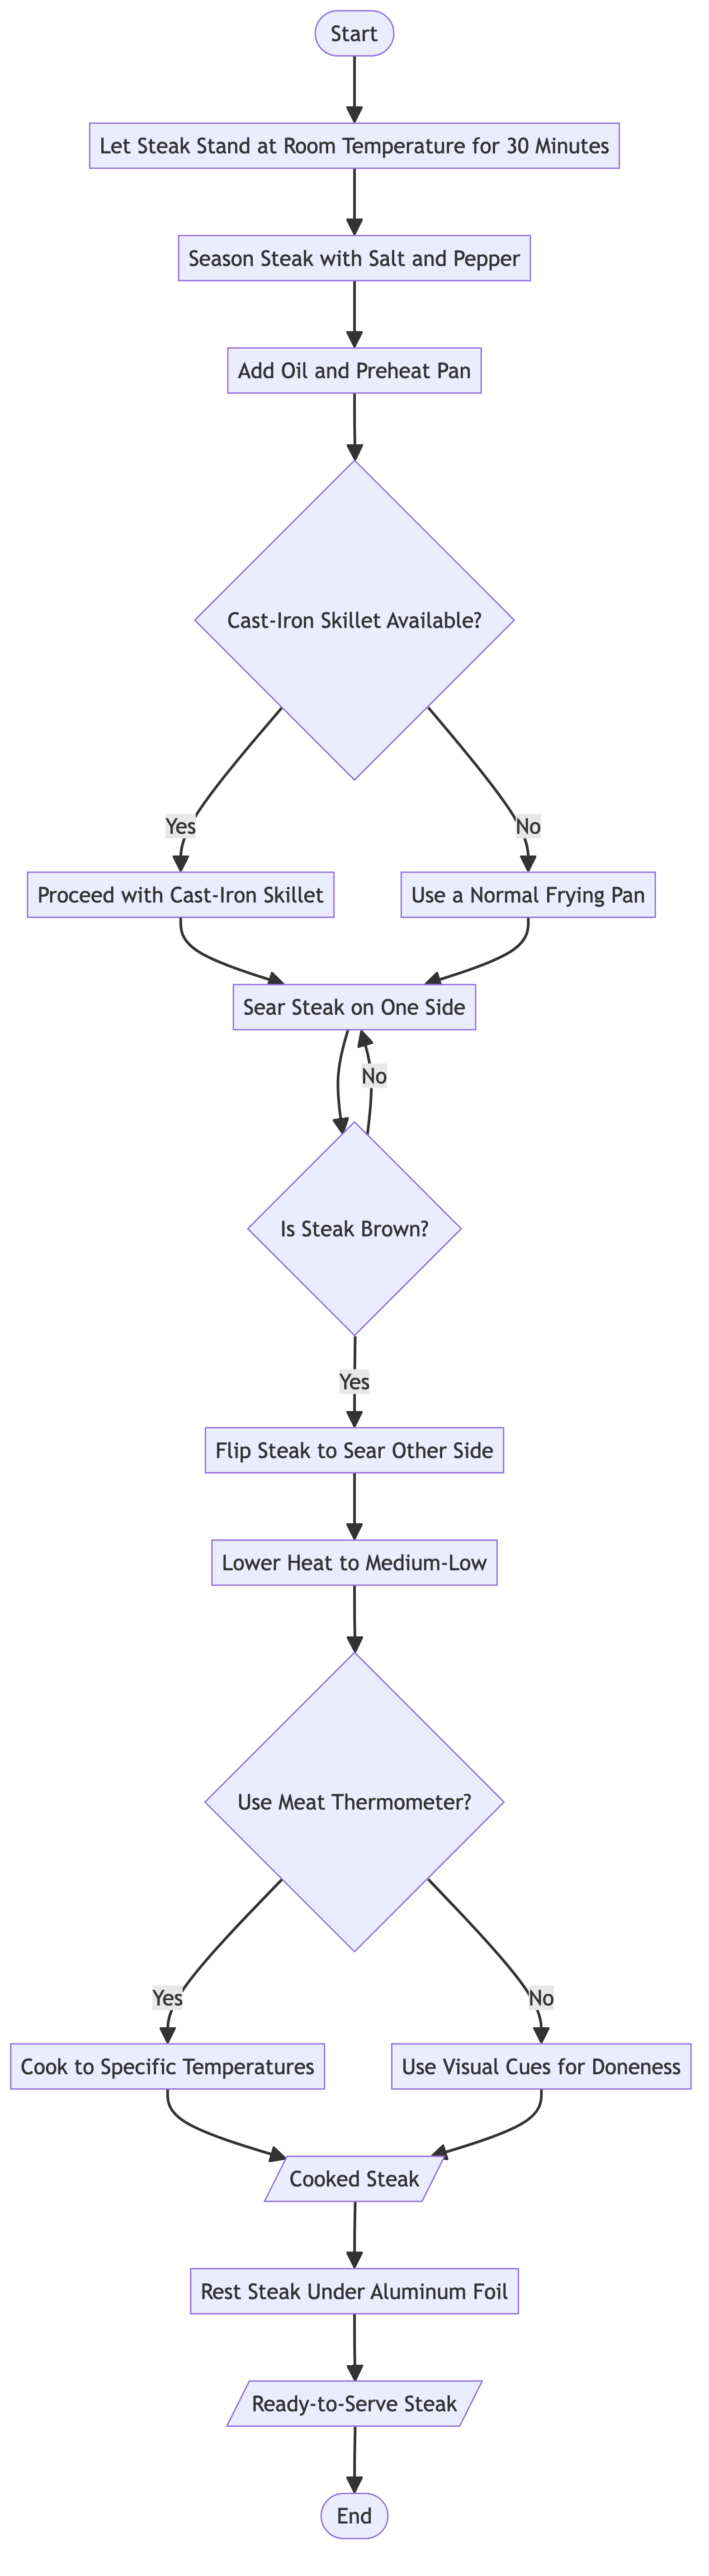 Start
Let Steak Stand at Room Temperature for 30 Minutes
Season Steak with Salt and Pepper
Add Oil and Preheat Pan
Cast-Iron Skillet Available?
Yes
No
Proceed with Cast-Iron Skillet
Use a Normal Frying Pan
Sear Steak on One Side
No
Is Steak Brown?
Yes
Flip Steak to Sear Other Side
Lower Heat to Medium-Low
Use Meat Thermometer?
Yes
No
Cook to Specific Temperatures
Use Visual Cues for Doneness
Cooked Steak
Rest Steak Under Aluminum Foil
Ready-to-Serve Steak
End